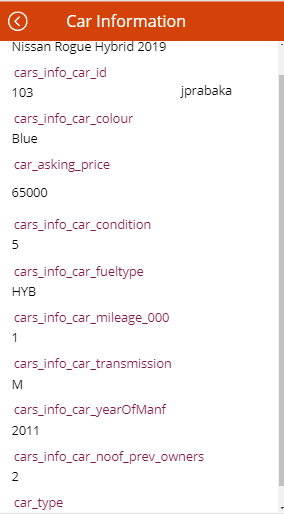 Car Information
Nissan Rogue Hybrid 2019
cars_info_car_id
103 jprabaka
cars_info_car_colour
Blue
car_asking_price
65000
cars_info_car_condition
5
cars_info_car_fueltype
HYB
cars_info_car_mileage_000
1
cars_info_car_transmission
M
cars_info_car_yearOfManf
2011
cars_info_car_noof_prev_owners
2
car_type